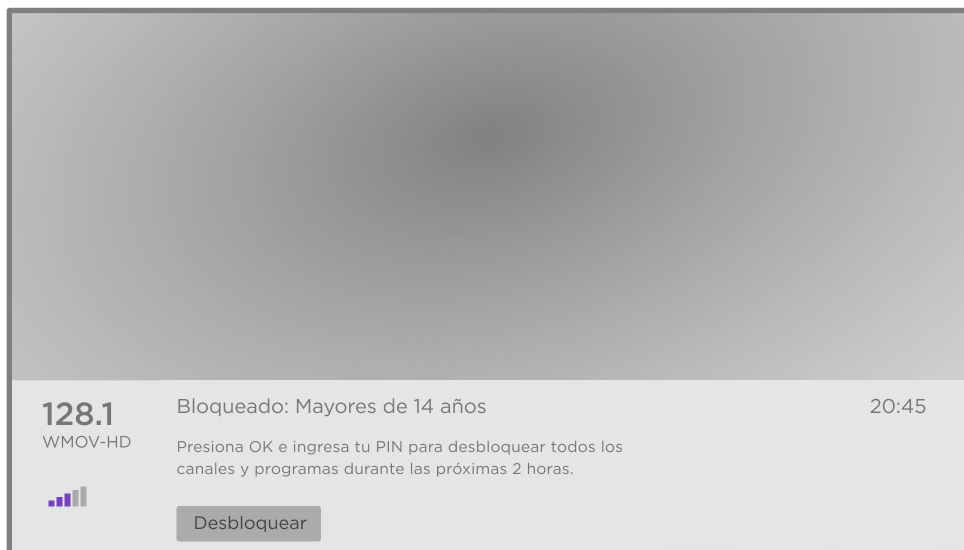 128.1
WMOV-HD
Bloqueado: Mayores de 14 años
20:45
Presiona OK e ingresa tu PIN para desbloquear todos los
canales y programas durante las próximas 2 horas.
Desbloquear